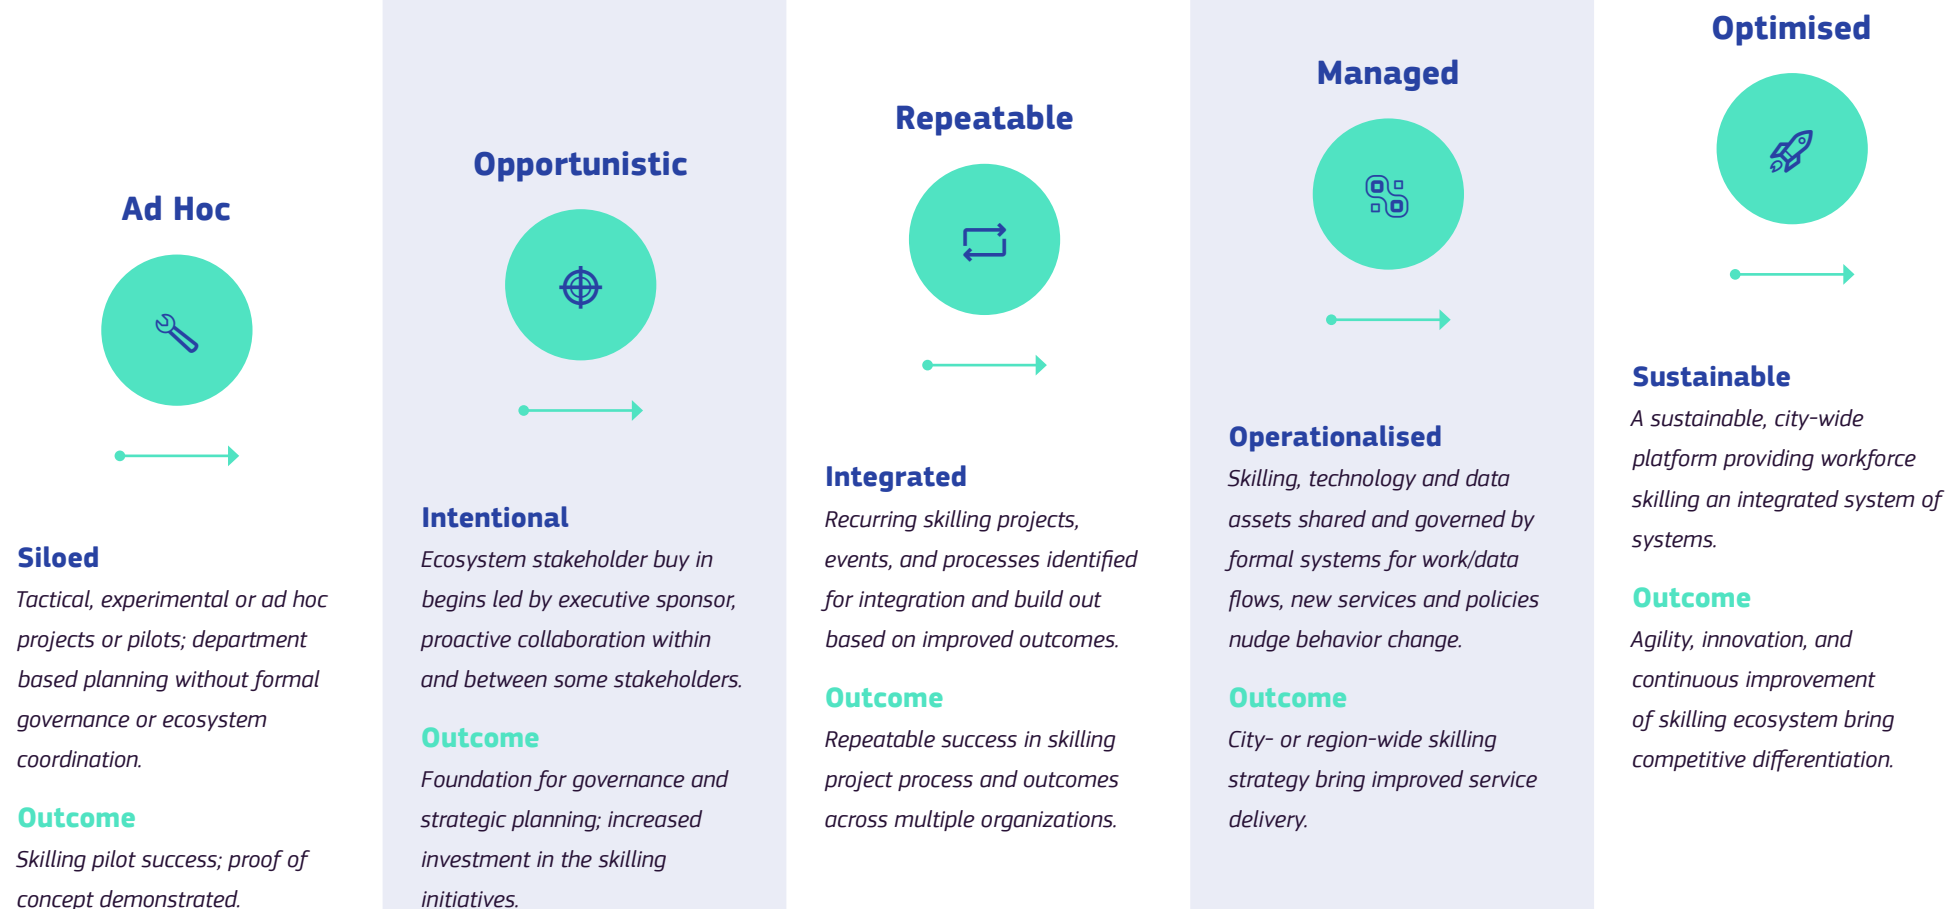 Ad Hoc
Siloed
Tactical, experimental or ad hoc
projects or pilots; department
based planning without formal
governance or ecosystem
coordination.
Outcome
Skilling pilot success; proof of
concept demonstrated.
Opportunistic
Intentional
Ecosystem stakeholder buy in
begins led by executive sponsor,
proactive collaboration within
and between some stakeholders.
Outcome
Foundation for governance and
strategic planning; increased
investment in the skilling
initiatives.
Repeatable
Integrated
Recurring skilling projects,
events, and processes identified
for integration and build out
based on improved outcomes.
Outcome
Repeatable success in skilling
project process and outcomes
across multiple organizations.
Managed
Operationalised
Skilling, technology and data
assets shared and governed by
formal systems for work/data
flows, new services and policies
nudge behavior change.
Outcome
City- or region-wide skilling
strategy bring improved service
delivery.
Optimised
Sustainable
A sustainable, city-wide
platform providing workforce
skilling an integrated system of
systems.
Outcome
Agility, innovation, and
continuous improvement
of skilling ecosystem bring
competitive differentiation.